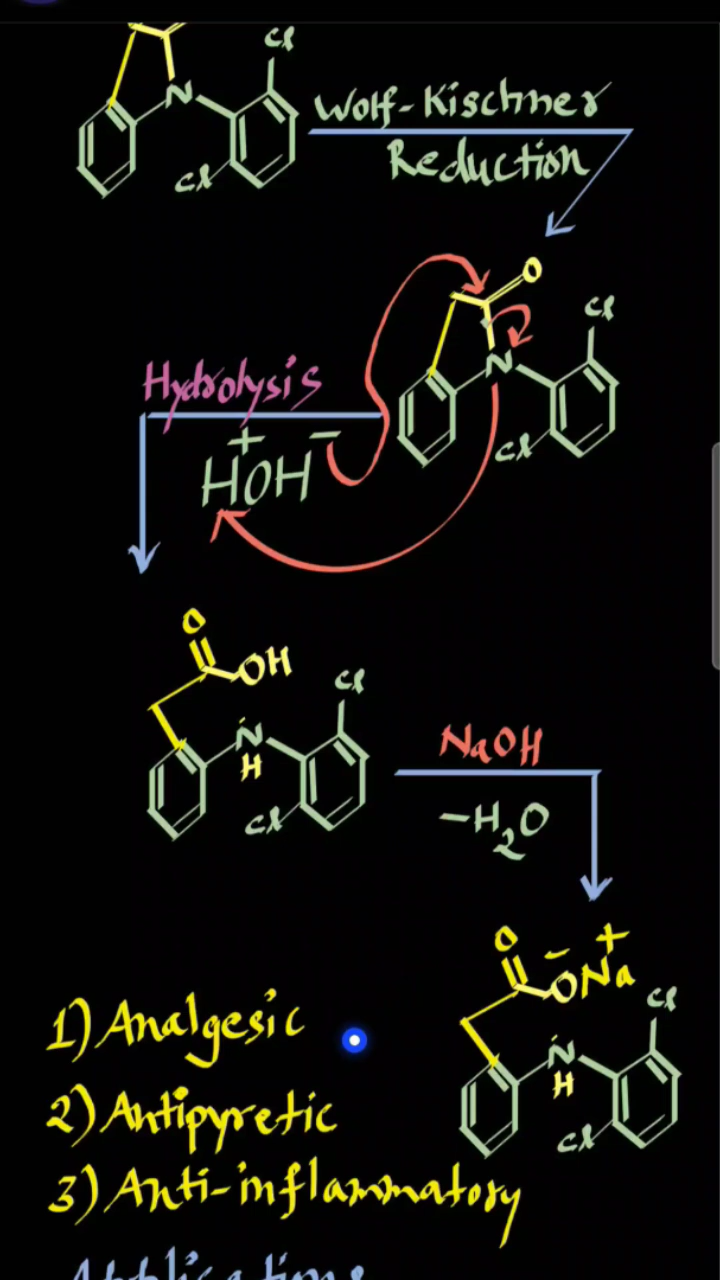 Cl
N
Cl
Wolf-Kischner
Reduction
O
Cl
N
Cl
Hydrolysis
+ −
HOH
O
OH
Cl
N
H
Cl
NaOH
−H2O
O
− +
ONa
Cl
N
H
Cl
1) Analgesic
2) Antipyretic
3) Anti-inflammatory
Applications